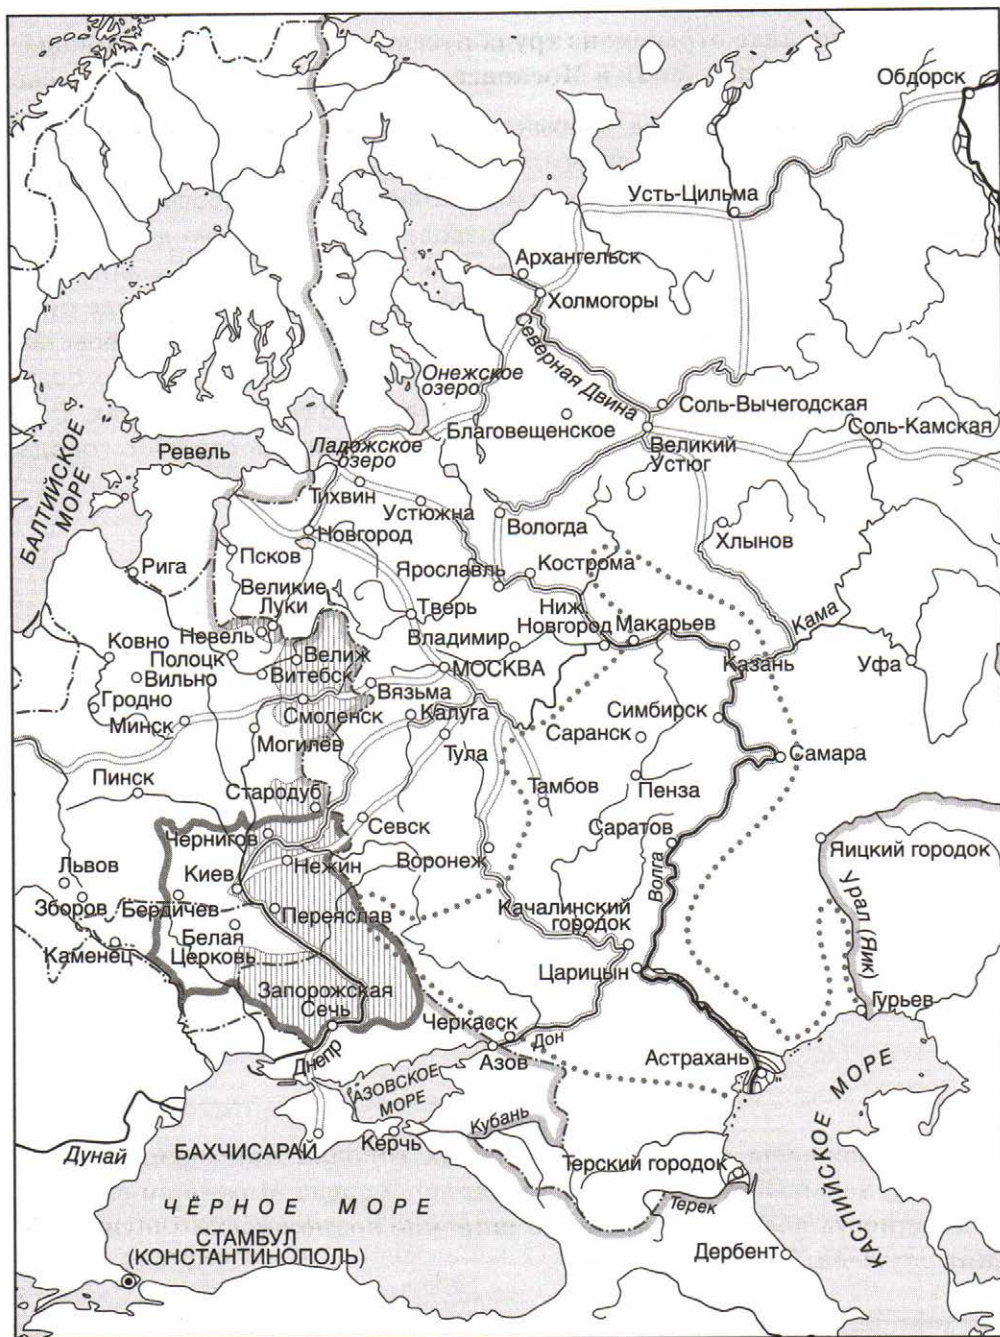 Обдорск
Усть-Цильма
Архангельск
Холмогоры
Северная Двина
Онежское
озеро
Соль-Вычегодская
Благовещенское
Великий
Устюг
Соль-Камская
БАЛТИЙСКОЕ
МОРЕ
Ревель
Ладожское
озеро
Тихвин
Устюжна
Вологда
Новгород
Хлынов
Псков
Рига
Ярославль
Кострома
Великие
Луки
Тверь
Ниж.
Новгород
Макарьев
Кама
Невель
Владимир
Ковно
Полоцк
Велиж
МОСКВА
Казань
Уфа
Вильно
Витебск
Вязьма
Гродно
Минск
Смоленск
Калуга
Симбирск
Саранск
Могилёв
Тула
Самара
Пинск
Стародуб
Тамбов
Пенза
Чернигов
Севск
Саратов
Львов
Нежин
Воронеж
Волга
Яицкий городок
Киев
Урал (Яик)
Зборов
Бердичев
Переяслав
Качалинский
городок
Белая
Церковь
Каменец
Царицын
Запорожская
Сечь
Гурьев
Черкасск
Дон
Днепр
Азов
Астрахань
АЗОВСКОЕ
МОРЕ
КАСПИЙСКОЕ МОРЕ
Кубань
Дунай
БАХЧИСАРАЙ
Керчь
Терский городок
Терек
ЧЁРНОЕ МОРЕ
СТАМБУЛ
(КОНСТАНТИНОПОЛЬ)
Дербент